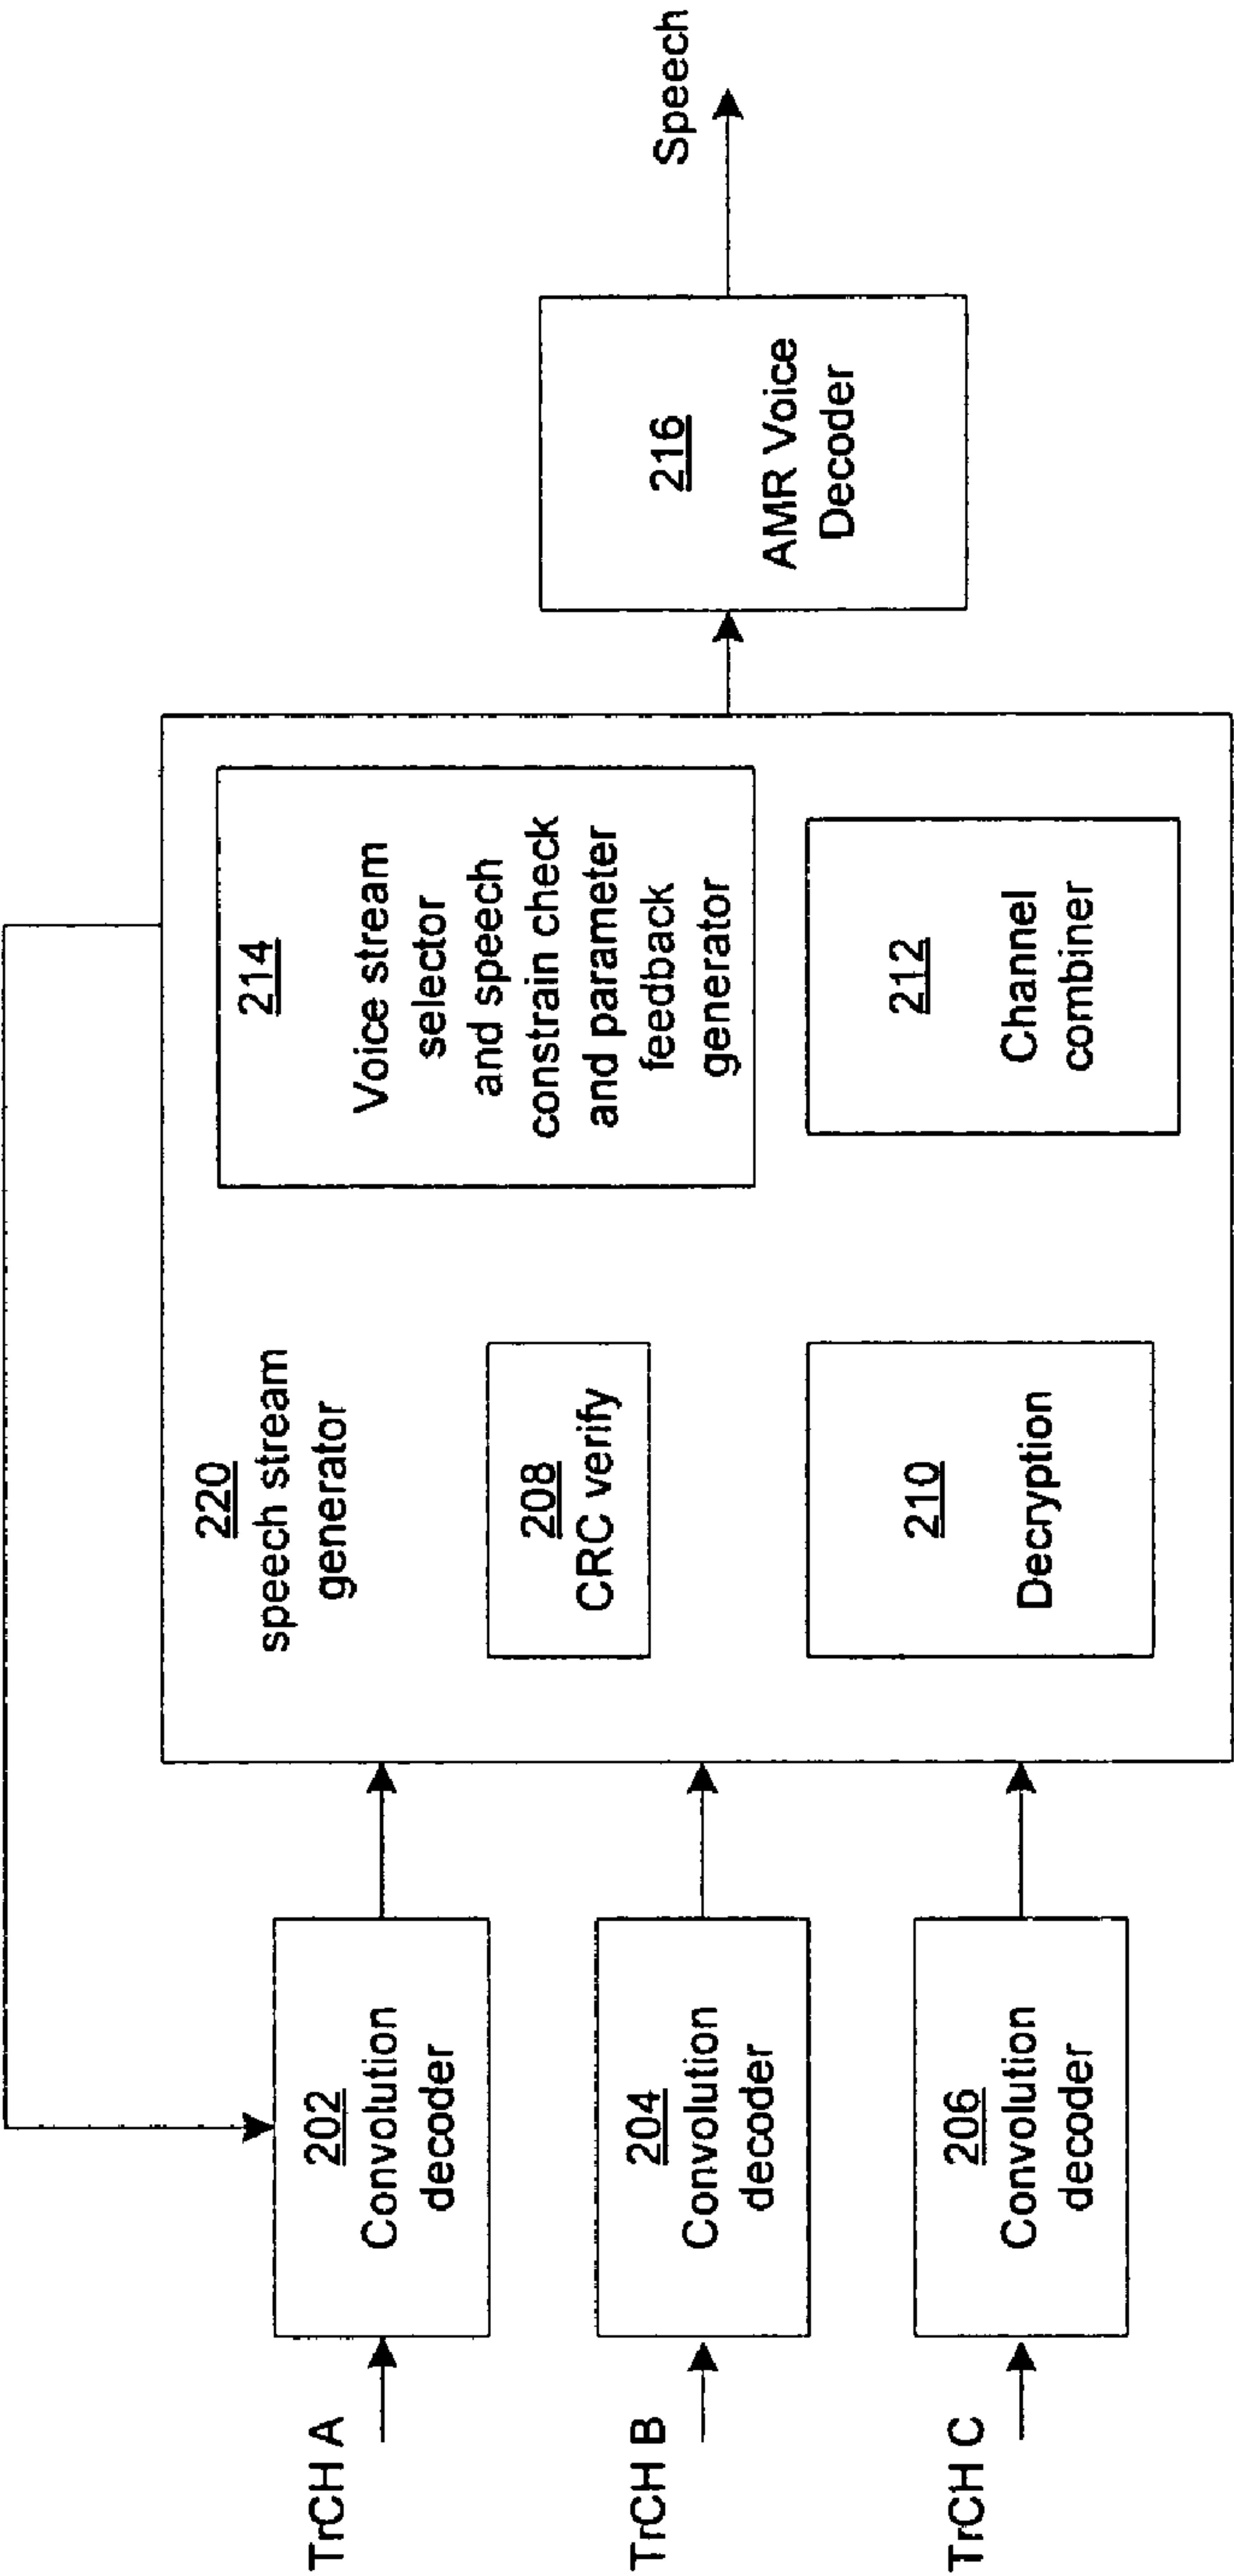 TrCH A
202
Convolution
decoder
TrCH B
204
Convolution
decoder
TrCH C
206
Convolution
decoder
220
speech stream
generator
208
CRC verify
210
Decryption
214
Voice stream
selector
and speech
constrain check
and parameter
feedback
generator
212
Channel
combiner
216
AMR Voice
Decoder
Speech